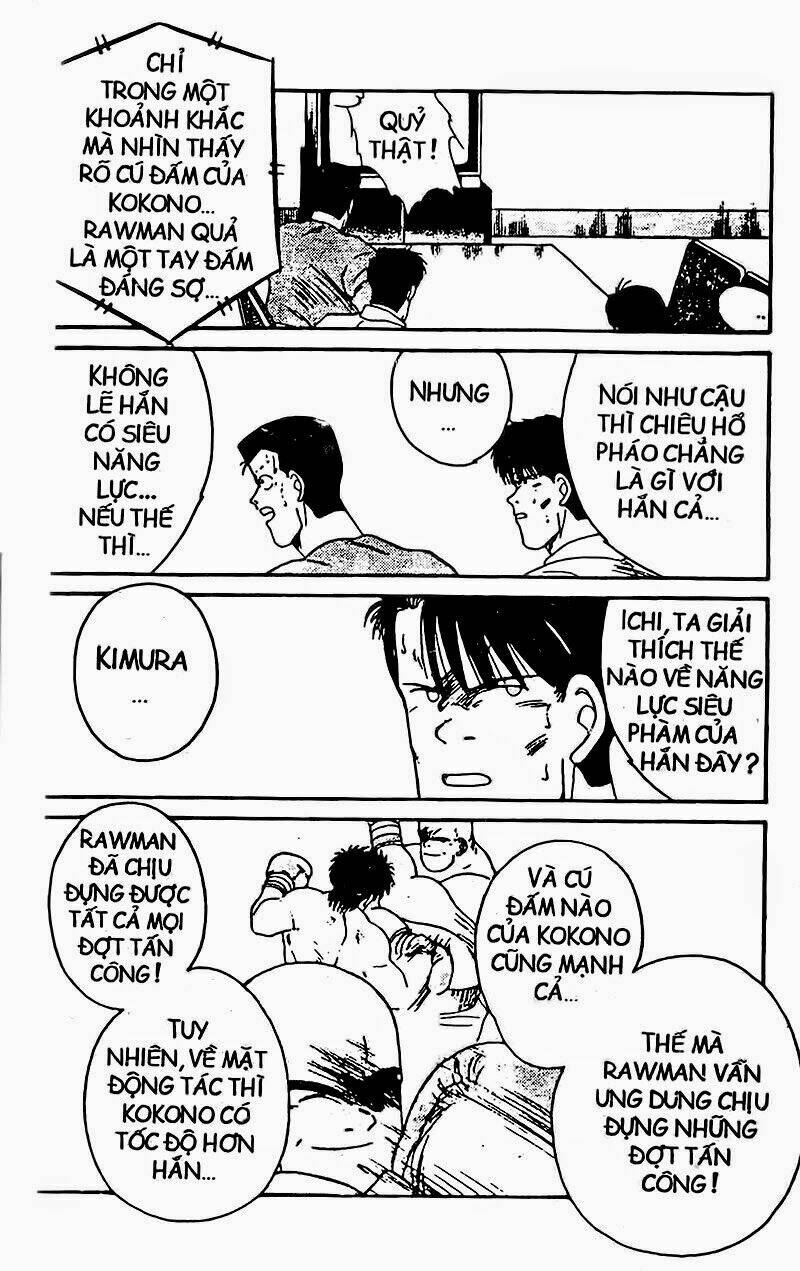 CHỈ
TRONG MỘT
KHOẢNH KHẮC
MÀ NHÌN THẤY
RÕ CÚ ĐẤM CỦA
KOKONO...
RAWMAN QUẢ
LÀ MỘT TAY ĐẤM
ĐÁNG SỢ...
QUỶ
THẬT!
KHÔNG
LẼ HẮN
CÓ SIÊU
NĂNG
LỰC...
NẾU THẾ
THÌ...
NHƯNG
...
NÓI NHƯ CẬU
THÌ CHIÊU HỔ
PHÁO CHẲNG
LÀ GÌ VỚI
HẮN CẢ...
KIMURA
...
ICHI, TA GIẢI
THÍCH THẾ
NÀO VỀ NĂNG
LỰC SIÊU
PHÀM CỦA
HẮN ĐÂY?
RAWMAN
ĐÃ CHỊU
ĐỰNG ĐƯỢC
TẤT CẢ MỌI
ĐỢT TẤN
CÔNG!
TUY
NHIÊN, VỀ MẶT
ĐỘNG TÁC THÌ
KOKONO CÓ
TỐC ĐỘ HƠN
HẮN...
VÀ CÚ
ĐẤM NÀO
CỦA KOKONO
CŨNG MẠNH
CẢ...
THẾ MÀ
RAWMAN VẪN
UNG DUNG CHỊU
ĐỰNG NHỮNG
ĐỢT TẤN
CÔNG!